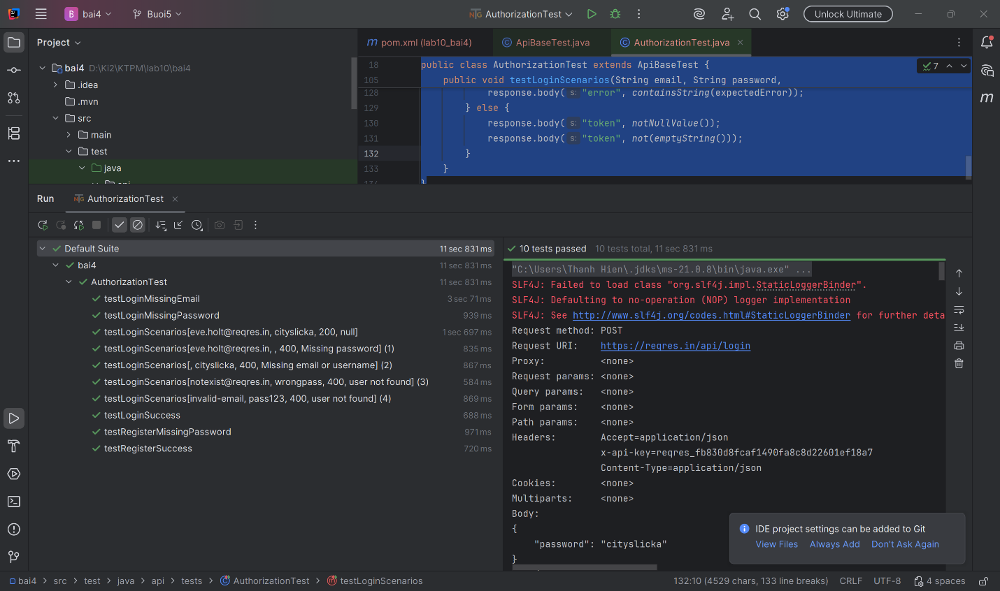 B bai4 Buoi5 AuthorizationTest Unlock Ultimate
Project
m pom.xml (lab10_bai4) ApiBaseTest.java AuthorizationTest.java
bai4 D:\Ki2\KTPM\lab10\bai4
.idea
.mvn
src
main
test
java
18 public class AuthorizationTest extends ApiBaseTest { 7
105 public void testLoginScenarios(String email, String password,
128 response.body( s: "error", containsString(expectedError));
129 } else {
130 response.body( s: "token", notNullValue());
131 response.body( s: "token", not(emptyString()));
132 }
133 }
}
Run AuthorizationTest
Default Suite 11 sec 831 ms
bai4 11 sec 831 ms
AuthorizationTest 11 sec 831 ms
testLoginMissingEmail 3 sec 71 ms
testLoginMissingPassword 939 ms
testLoginScenarios[eve.holt@reqres.in, cityslicka, 200, null] 1 sec 697 ms
testLoginScenarios[eve.holt@reqres.in, , 400, Missing password] (1) 835 ms
testLoginScenarios[, cityslicka, 400, Missing email or username] (2) 867 ms
testLoginScenarios[notexist@reqres.in, wrongpass, 400, user not found] (3) 584 ms
testLoginScenarios[invalid-email, pass123, 400, user not found] (4) 869 ms
testLoginSuccess 688 ms
testRegisterMissingPassword 971 ms
testRegisterSuccess 720 ms
10 tests passed 10 tests total, 11 sec 831 ms
"C:\Users\Thanh Hien\.jdks\ms-21.0.8\bin\java.exe" ...
SLF4J: Failed to load class "org.slf4j.impl.StaticLoggerBinder".
SLF4J: Defaulting to no-operation (NOP) logger implementation
SLF4J: See http://www.slf4j.org/codes.html#StaticLoggerBinder for further deta
Request method: POST
Request URI: https://reqres.in/api/login
Proxy: <none>
Request params: <none>
Query params: <none>
Form params: <none>
Path params: <none>
Headers: Accept=application/json
x-api-key=reqres_fb830d8fcaf1490fa8c8d22601ef18a7
Content-Type=application/json
Cookies: <none>
Multiparts: <none>
Body:
{
"password": "cityslicka"
}
IDE project settings can be added to Git
View Files Always Add Don't Ask Again
bai4 > src > test > java > api > tests > AuthorizationTest > testLoginScenarios 132:10 (4529 chars, 133 line breaks) CRLF UTF-8 4 spaces